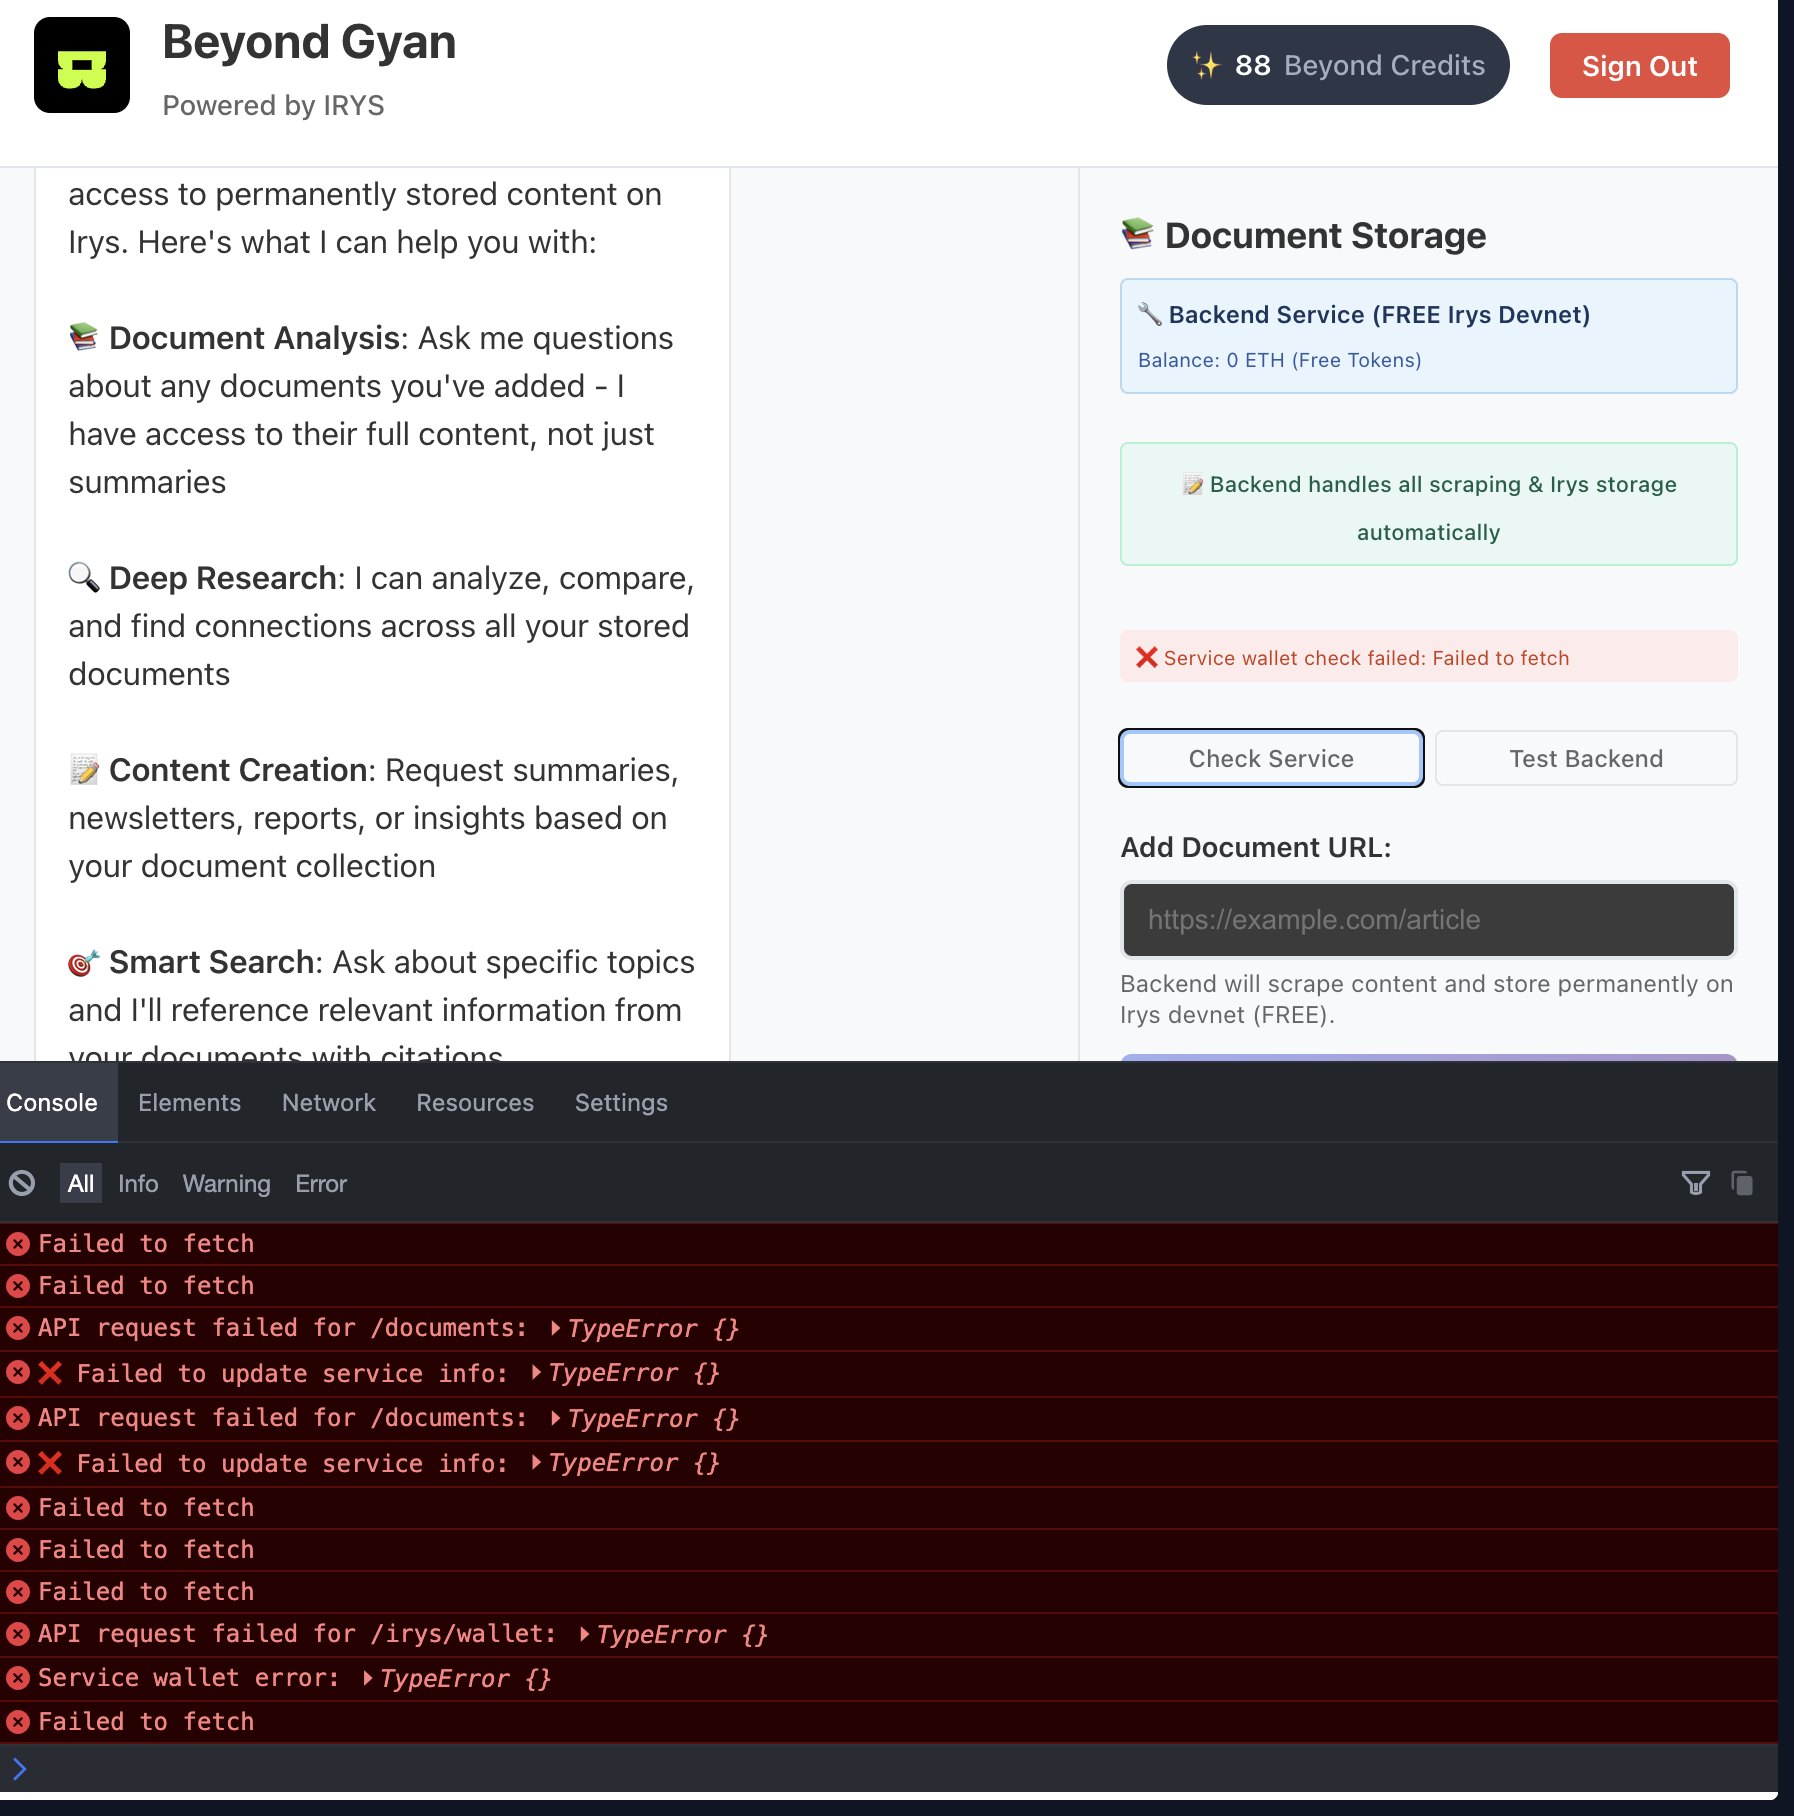 Beyond Gyan
Powered by IRYS
✨ 88 Beyond Credits
Sign Out
access to permanently stored content on
Irys. Here's what I can help you with:
📚 Document Analysis: Ask me questions
about any documents you've added - I
have access to their full content, not just
summaries
🔍 Deep Research: I can analyze, compare,
and find connections across all your stored
documents
📝 Content Creation: Request summaries,
newsletters, reports, or insights based on
your document collection
🎯 Smart Search: Ask about specific topics
and I'll reference relevant information from
your documents with citations
📚 Document Storage
🔧 Backend Service (FREE Irys Devnet)
Balance: 0 ETH (Free Tokens)
📝 Backend handles all scraping & Irys storage
automatically
❌ Service wallet check failed: Failed to fetch
Check Service
Test Backend
Add Document URL:
https://example.com/article
Backend will scrape content and store permanently on
Irys devnet (FREE).
Console Elements Network Resources Settings
All Info Warning Error
Failed to fetch
Failed to fetch
API request failed for /documents: TypeError {}
❌ Failed to update service info: TypeError {}
API request failed for /documents: TypeError {}
❌ Failed to update service info: TypeError {}
Failed to fetch
Failed to fetch
Failed to fetch
API request failed for /irys/wallet: TypeError {}
Service wallet error: TypeError {}
Failed to fetch